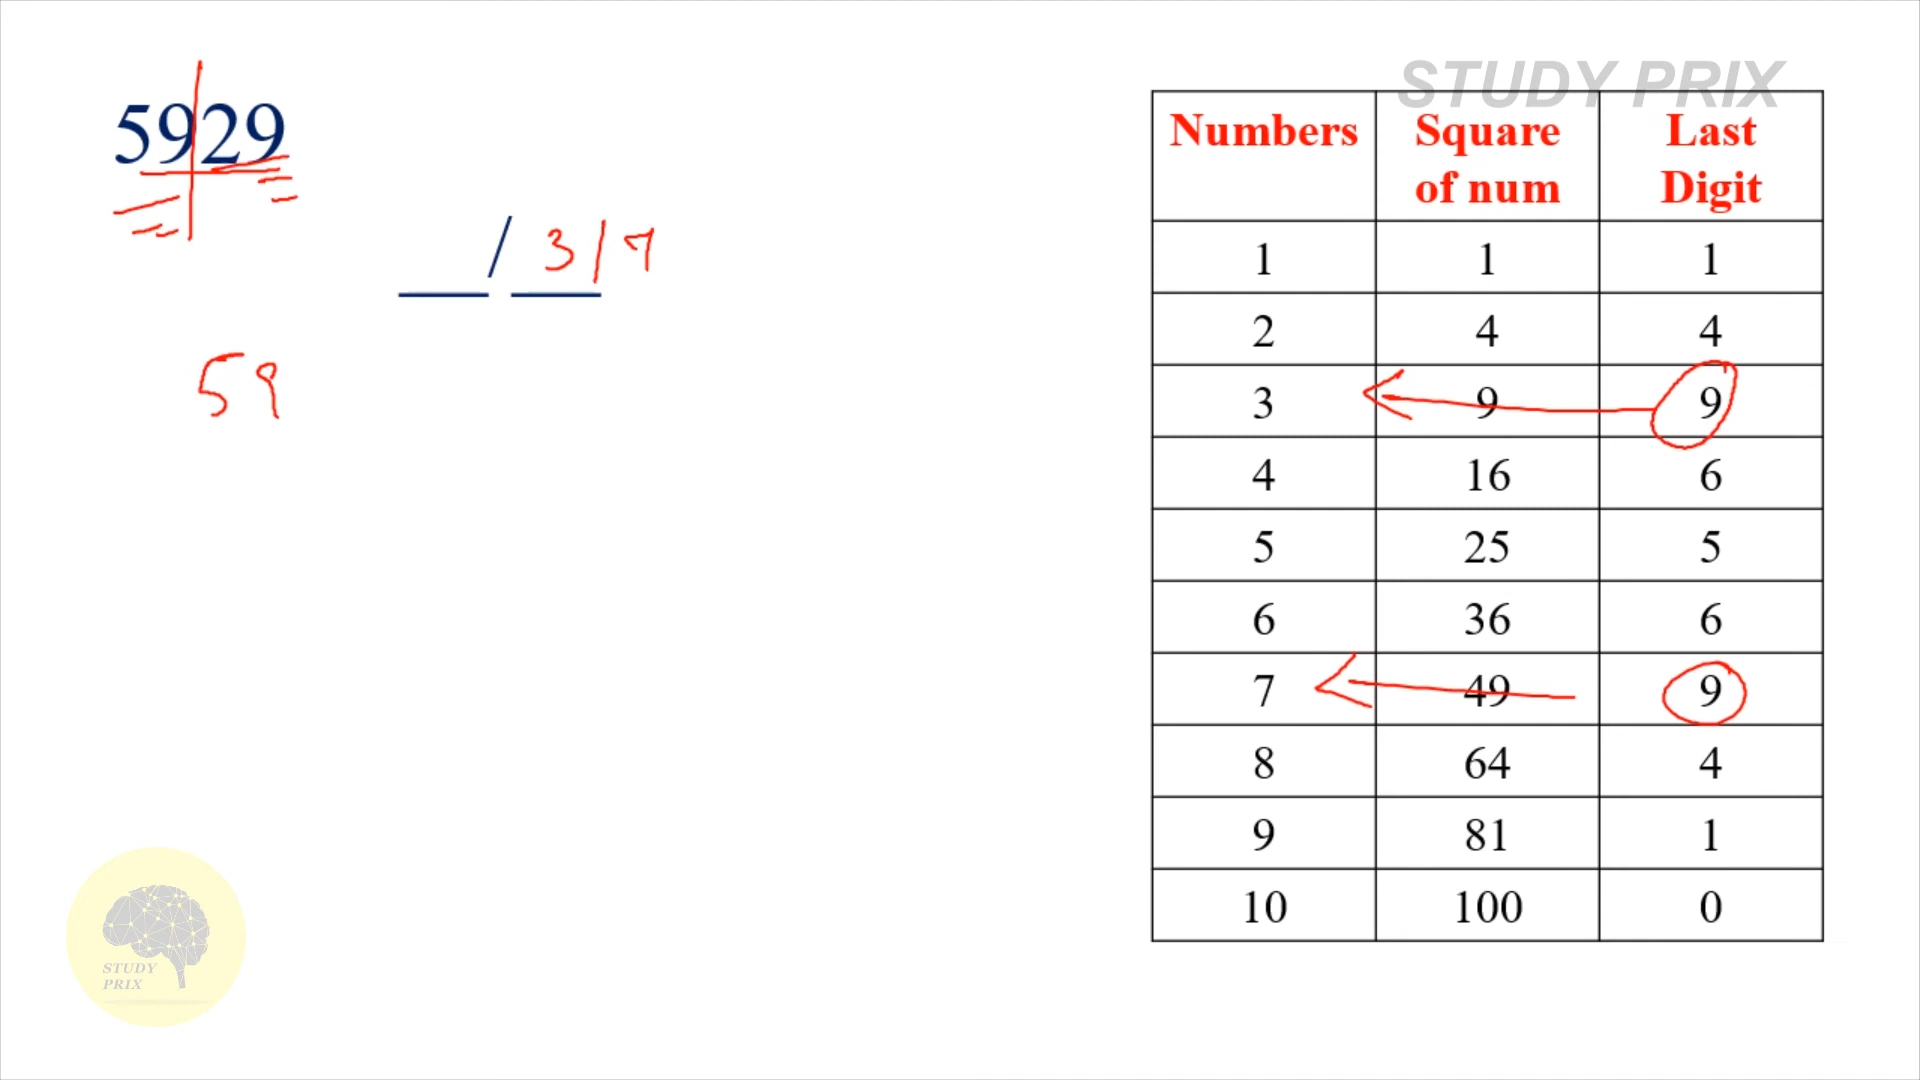 STUDY PRIX
5929
/ 3/7
59
Numbers Square of num Last Digit
1 1 1
2 4 4
3 9 9
4 16 6
5 25 5
6 36 6
7 49 9
8 64 4
9 81 1
10 100 0
STUDY
PRIX